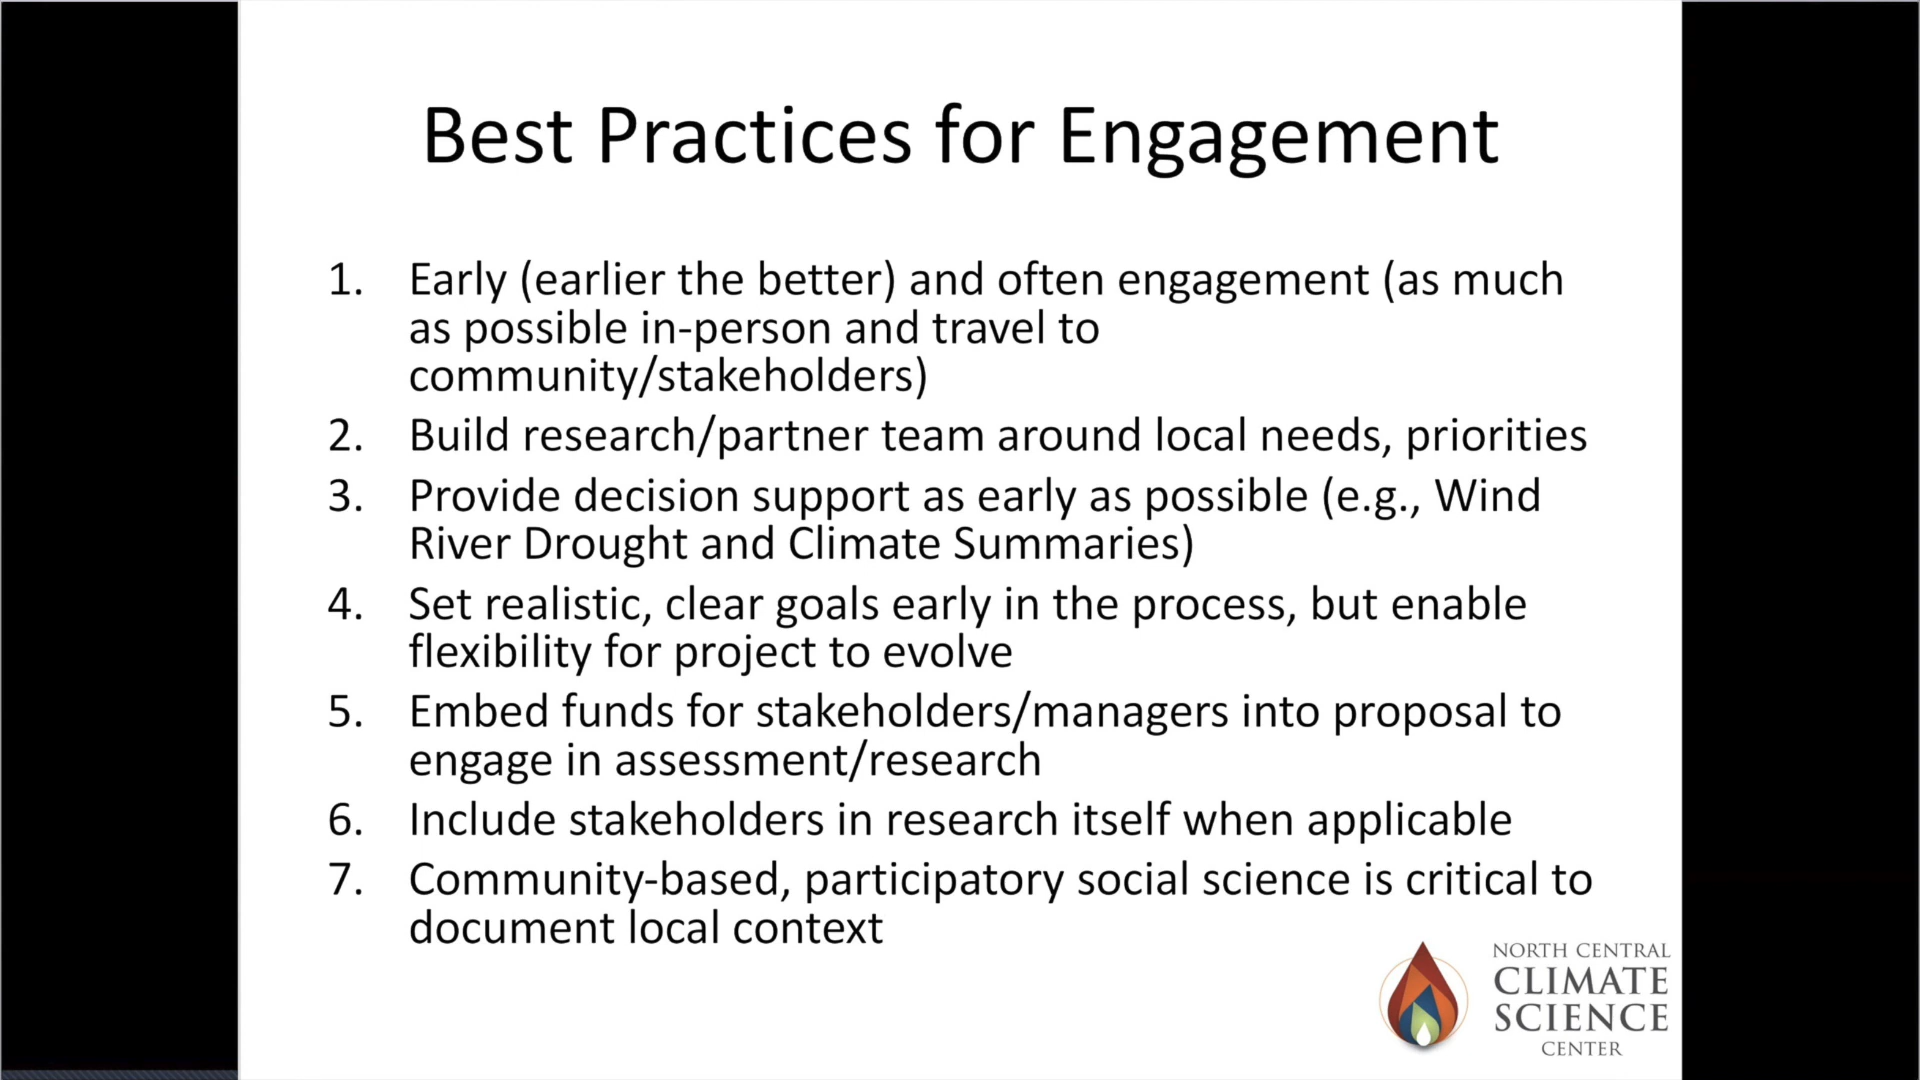 Best Practices for Engagement
1. Early (earlier the better) and often engagement (as much
as possible in-person and travel to
community/stakeholders)
2. Build research/partner team around local needs, priorities
3. Provide decision support as early as possible (e.g., Wind
River Drought and Climate Summaries)
4. Set realistic, clear goals early in the process, but enable
flexibility for project to evolve
5. Embed funds for stakeholders/managers into proposal to
engage in assessment/research
6. Include stakeholders in research itself when applicable
7. Community-based, participatory social science is critical to
document local context
NORTH CENTRAL
CLIMATE
SCIENCE
CENTER